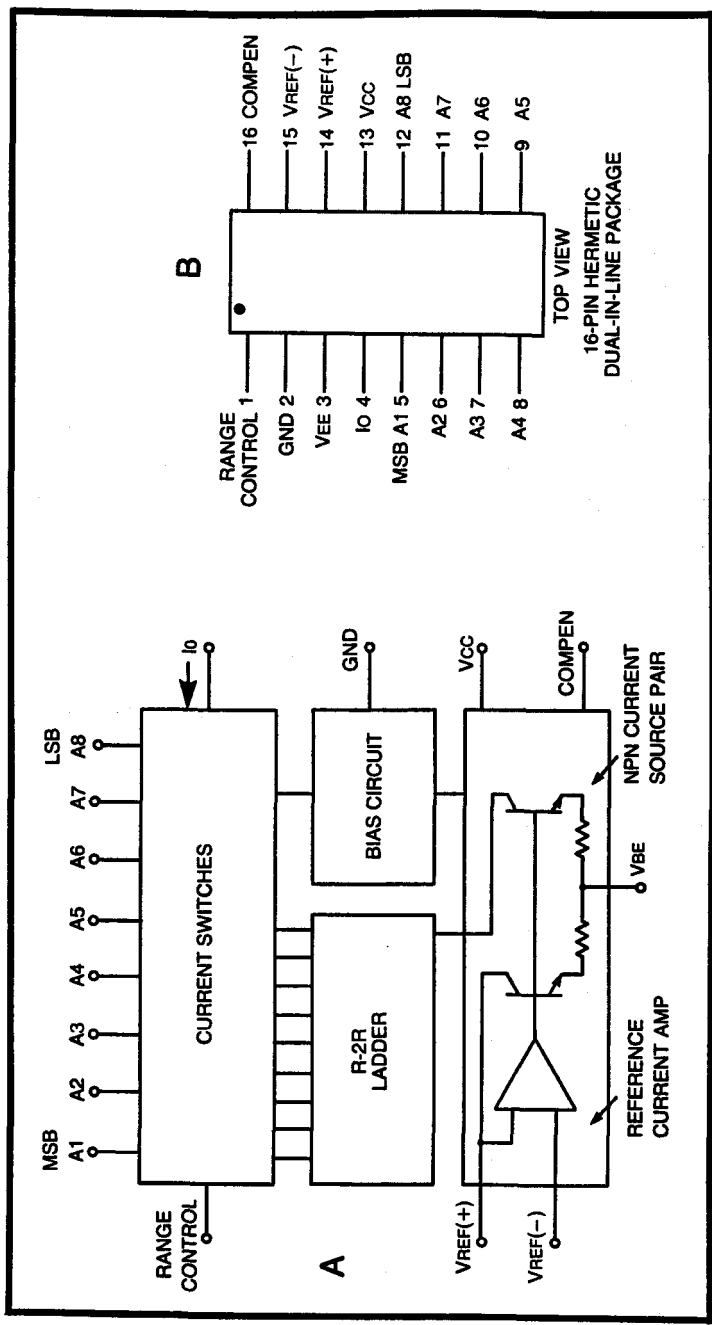 A
MSB
LSB
A1
A2
A3
A4
A5
A6
A7
A8
RANGE
CONTROL
CURRENT SWITCHES
IO
R-2R
LADDER
BIAS CIRCUIT
GND
VREF(+)
VREF(-)
VCC
COMPEN
REFERENCE
CURRENT AMP
VBE
NPN CURRENT
SOURCE PAIR
B
RANGE
CONTROL 1
GND 2
VEE 3
IO 4
MSB A1 5
A2 6
A3 7
A4 8
16 COMPEN
15 VREF(-)
14 VREF(+)
13 VCC
12 A8 LSB
11 A7
10 A6
9 A5
TOP VIEW
16-PIN HERMETIC
DUAL-IN-LINE PACKAGE